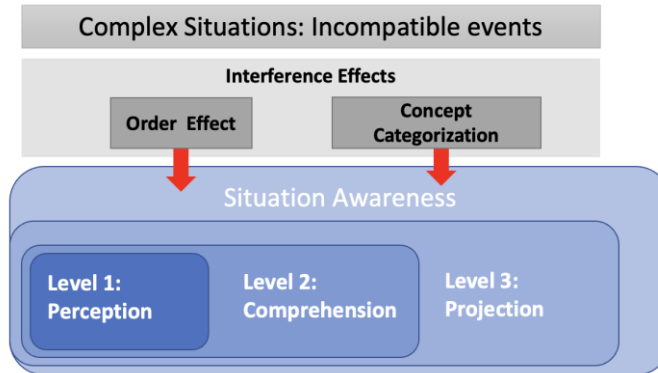 Complex Situations: Incompatible events
Interference Effects
Order Effect
Concept
Categorization
Situation Awareness
Level 1:
Perception
Level 2:
Comprehension
Level 3:
Projection